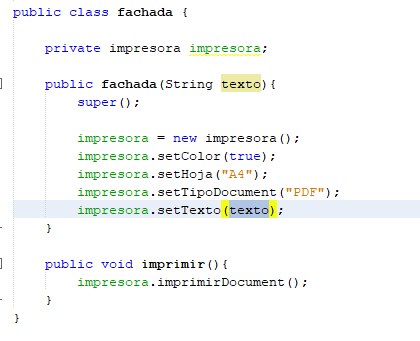 public class fachada {
private impresora impresora;
public fachada(String texto){
super();
impresora = new impresora();
impresora.setColor(true);
impresora.setHoja("A4");
impresora.setTipoDocument("PDF");
impresora.setTexto(texto);
}
public void imprimir(){
impresora.imprimirDocument();
}
}